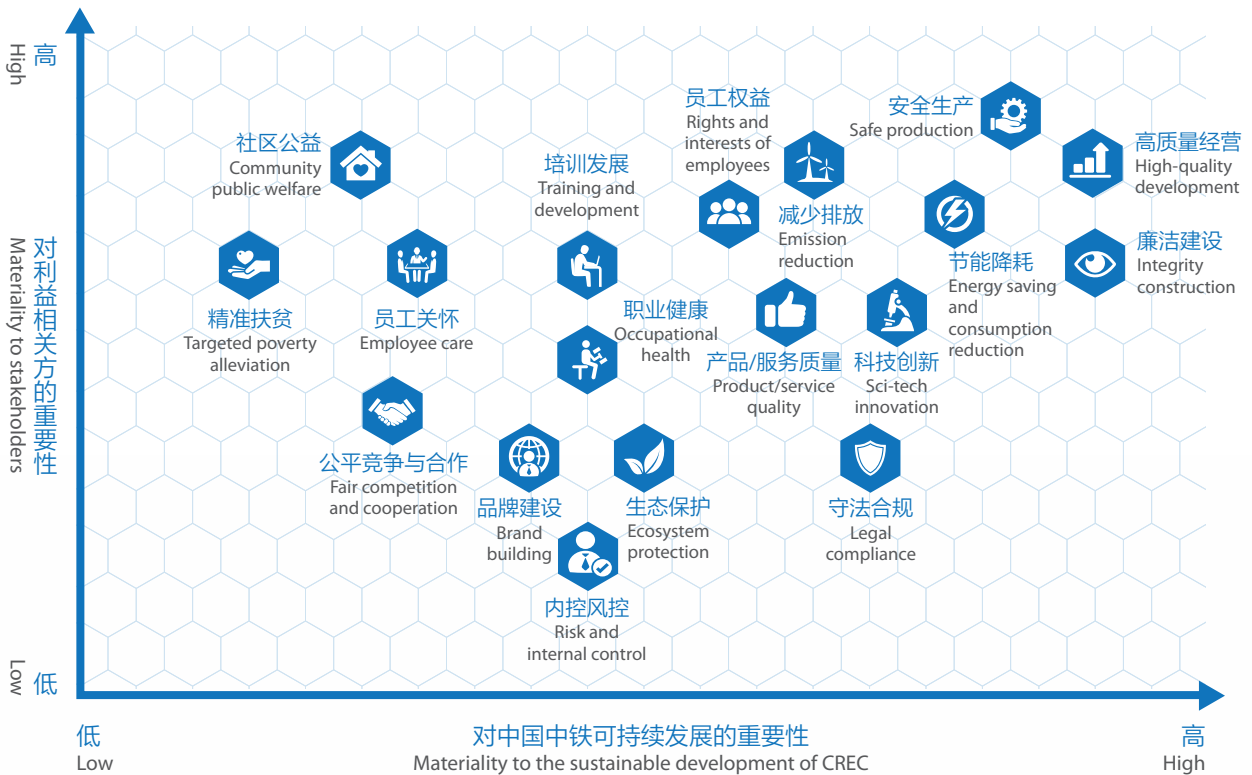 高
High
对利益相关方的重要性
Materiality to stakeholders
低
Low
社区公益
Community
public welfare
培训发展
Training and
development
员工权益
Rights and
interests of
employees
安全生产
Safe production
高质量经营
High-quality
development
减少排放
Emission
reduction
节能降耗
Energy saving
and
consumption
reduction
廉洁建设
Integrity
construction
精准扶贫
Targeted poverty
alleviation
员工关怀
Employee care
职业健康
Occupational
health
产品/服务质量
Product/service
quality
科技创新
Sci-tech
innovation
公平竞争与合作
Fair competition
and cooperation
品牌建设
Brand
building
生态保护
Ecosystem
protection
守法合规
Legal
compliance
内控风控
Risk and
internal control
低
Low
对中国中铁可持续发展的重要性
Materiality to the sustainable development of CREC
高
High